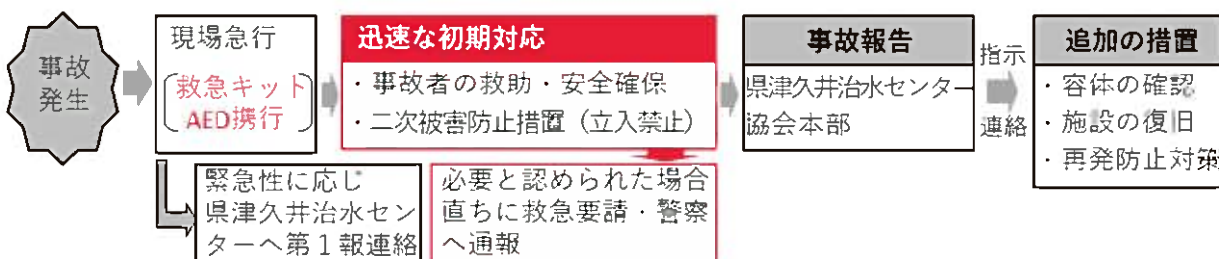 事故
発生
現場急行
救急キット
AED携行
緊急性に応じ
県津久井治水セン
ターへ第1報連絡
迅速な初期対応
・事故者の救助・安全確保
・二次被害防止措置（立入禁止）
必要と認められた場合
直ちに救急要請・警察
へ通報
事故報告
県津久井治水センター
協会本部
指示
連絡
追加の措置
・容体の確認
・施設の復旧
・再発防止対策